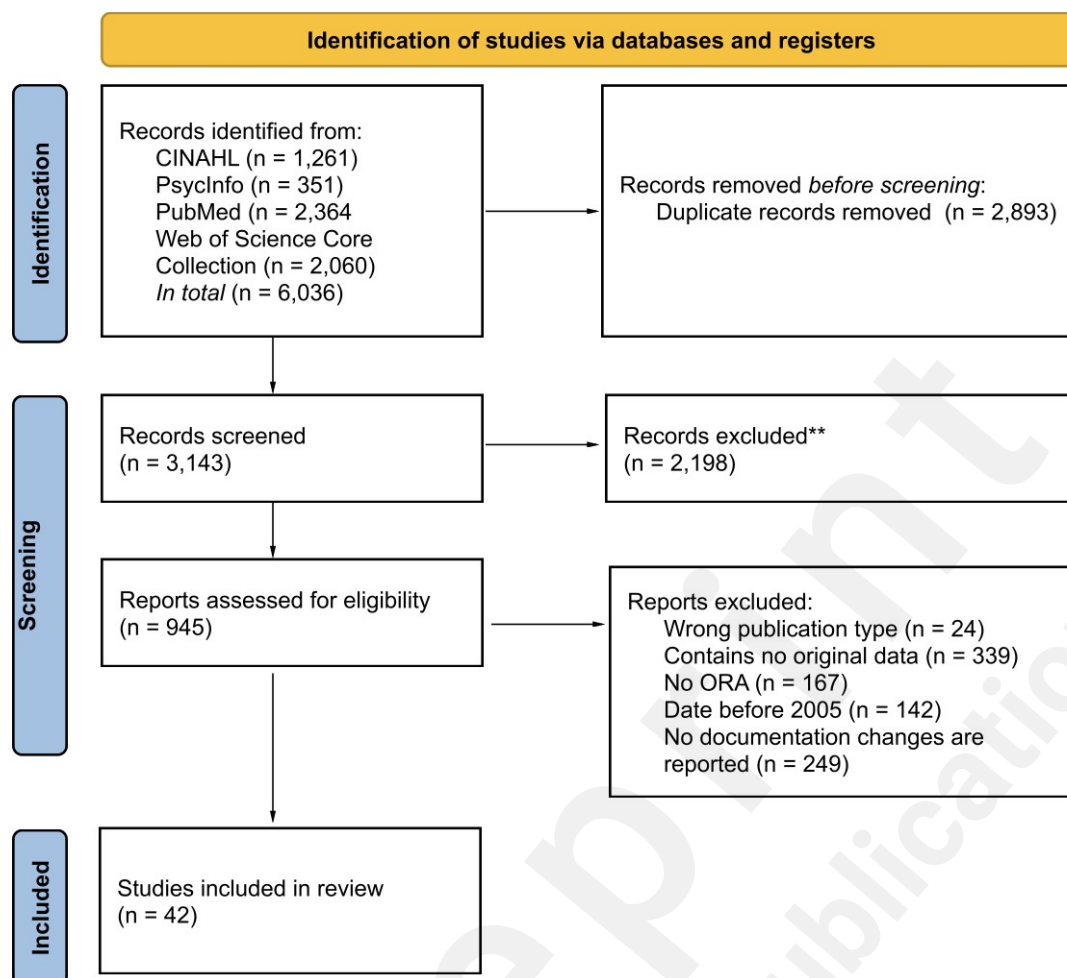 Identification of studies via databases and registers
Identification
Records identified from:
CINAHL (n = 1,261)
PsycInfo (n = 351)
PubMed (n = 2,364
Web of Science Core
Collection (n = 2,060)
In total (n = 6,036)
Records removed before screening:
Duplicate records removed (n = 2,893)
Screening
Records screened
(n = 3,143)
Records excluded**
(n = 2,198)
Reports assessed for eligibility
(n = 945)
Reports excluded:
Wrong publication type (n = 24)
Contains no original data (n = 339)
No ORA (n = 167)
Date before 2005 (n = 142)
No documentation changes are
reported (n = 249)
Included
Studies included in review
(n = 42)
eprint
ublication